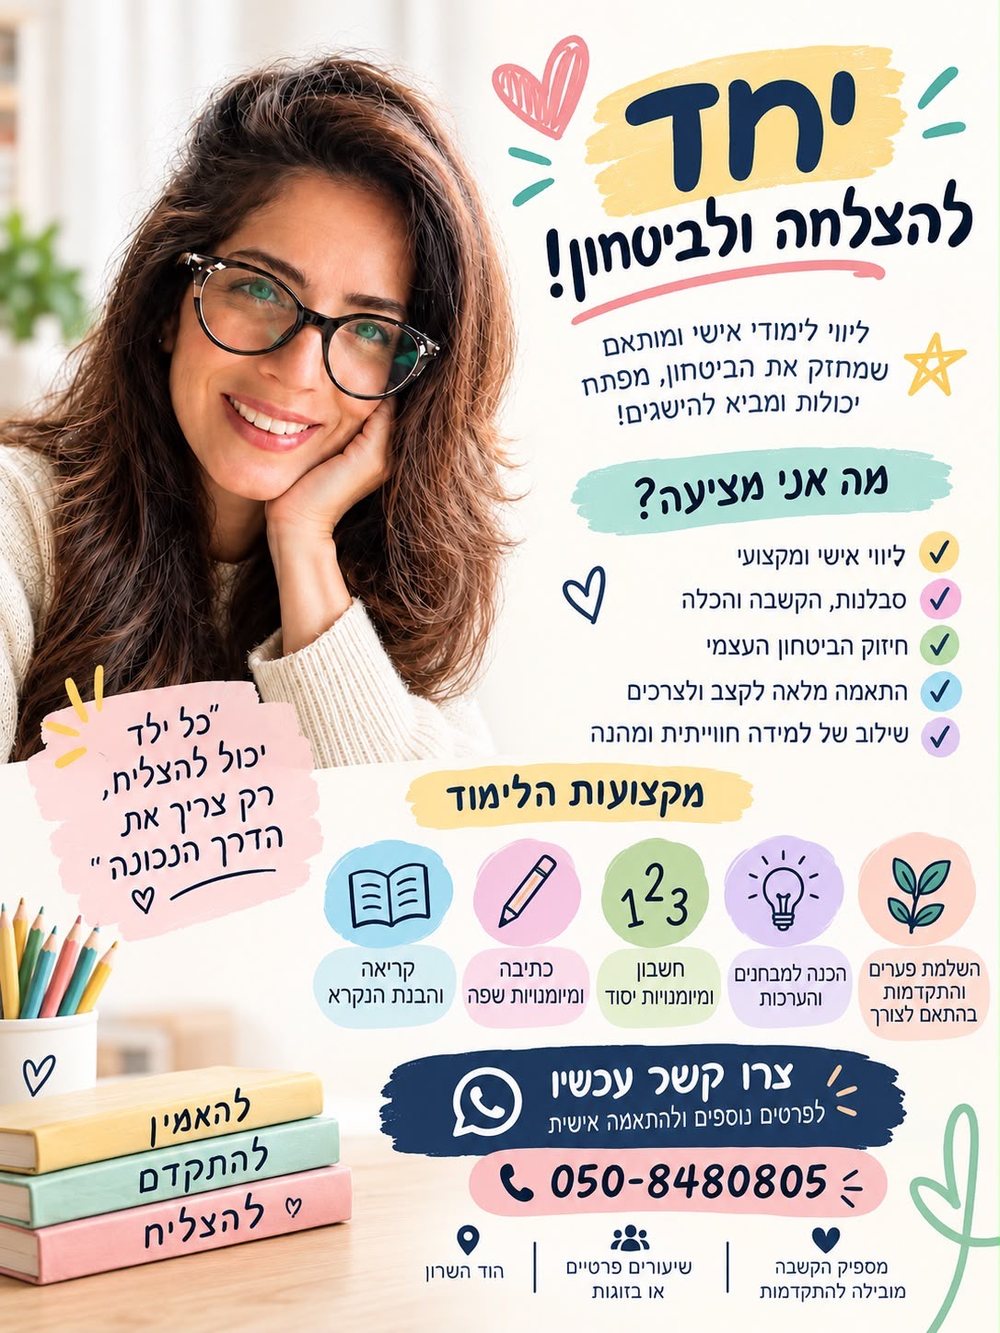 יחד
להצלחה ולביטחון!
ליווי לימודי אישי ומותאם
שמחזק את הביטחון, מפתח
יכולות ומביא להישגים!
מה אני מציעה?
ליווי אישי ומקצועי
סבלנות, הקשבה והכלה
חיזוק הביטחון העצמי
התאמה מלאה לקצב ולצרכים
שילוב של למידה חווייתית ומהנה
"כל ילד
יכול להצליח,
רק צריך את
הדרך הנכונה"
מקצועות הלימוד
123
השלמת פערים
והתקדמות
בהתאם לצורך
הכנה למבחנים
והערכות
חשבון
ומיומנויות יסוד
כתיבה
ומיומנויות שפה
קריאה
והבנת הנקרא
להאמין
להתקדם
להצליח
צרו קשר עכשיו
לפרטים נוספים ולהתאמה אישית
050-8480805
מספיק הקשבה
מובילה להתקדמות
שיעורים פרטיים
או בזוגות
הוד השרון